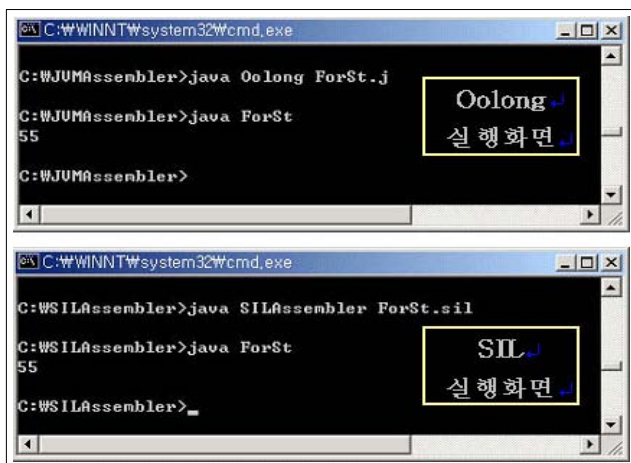 C:\WINNT\system32\cmd.exe
C:\JVMAssembler>java Oolong ForSt.j
C:\JVMAssembler>java ForSt
55
C:\JVMAssembler>
Oolong↵
실행화면↵
C:\WINNT\system32\cmd.exe
C:\SILAssembler>java SILAssembler ForSt.sil
C:\SILAssembler>java ForSt
55
C:\SILAssembler>_
SIL↵
실행화면↵